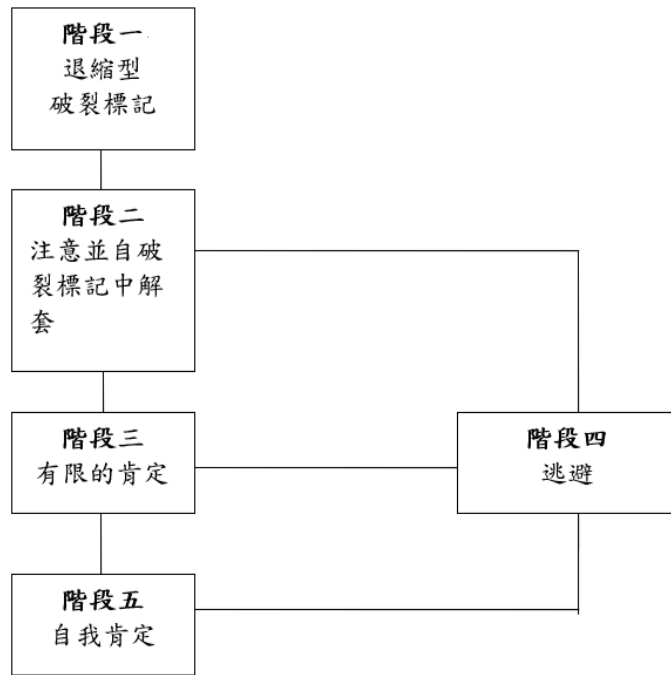 階段一
退縮型
破裂標記
階段二
注意並自破
裂標記中解
套
階段三
有限的肯定
階段四
逃避
階段五
自我肯定